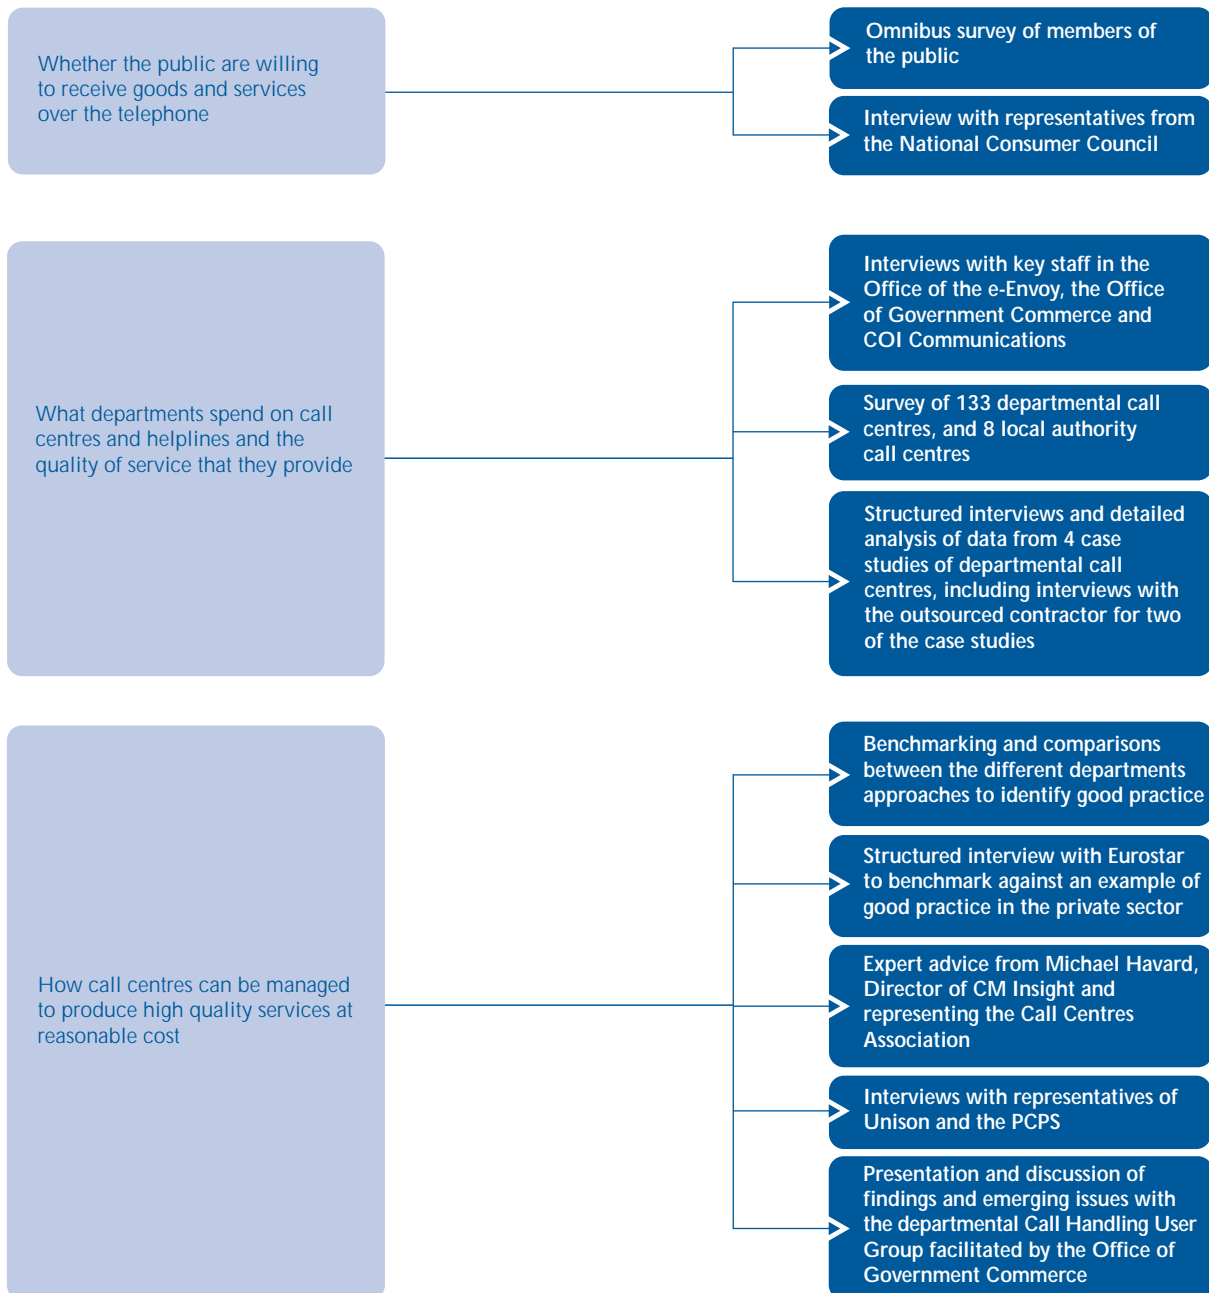 Whether the public are willing
to receive goods and services
over the telephone
Omnibus survey of members of
the public
Interview with representatives from
the National Consumer Council
What departments spend on call
centres and helplines and the
quality of service that they provide
Interviews with key staff in the
Office of the e-Envoy, the Office
of Government Commerce and
COI Communications
Survey of 133 departmental call
centres, and 8 local authority
call centres
Structured interviews and detailed
analysis of data from 4 case
studies of departmental call
centres, including interviews with
the outsourced contractor for two
of the case studies
How call centres can be managed
to produce high quality services at
reasonable cost
Benchmarking and comparisons
between the different departments
approaches to identify good practice
Structured interview with Eurostar
to benchmark against an example of
good practice in the private sector
Expert advice from Michael Havard,
Director of CM Insight and
representing the Call Centres
Association
Interviews with representatives of
Unison and the PCPS
Presentation and discussion of
findings and emerging issues with
the departmental Call Handling User
Group facilitated by the Office of
Government Commerce